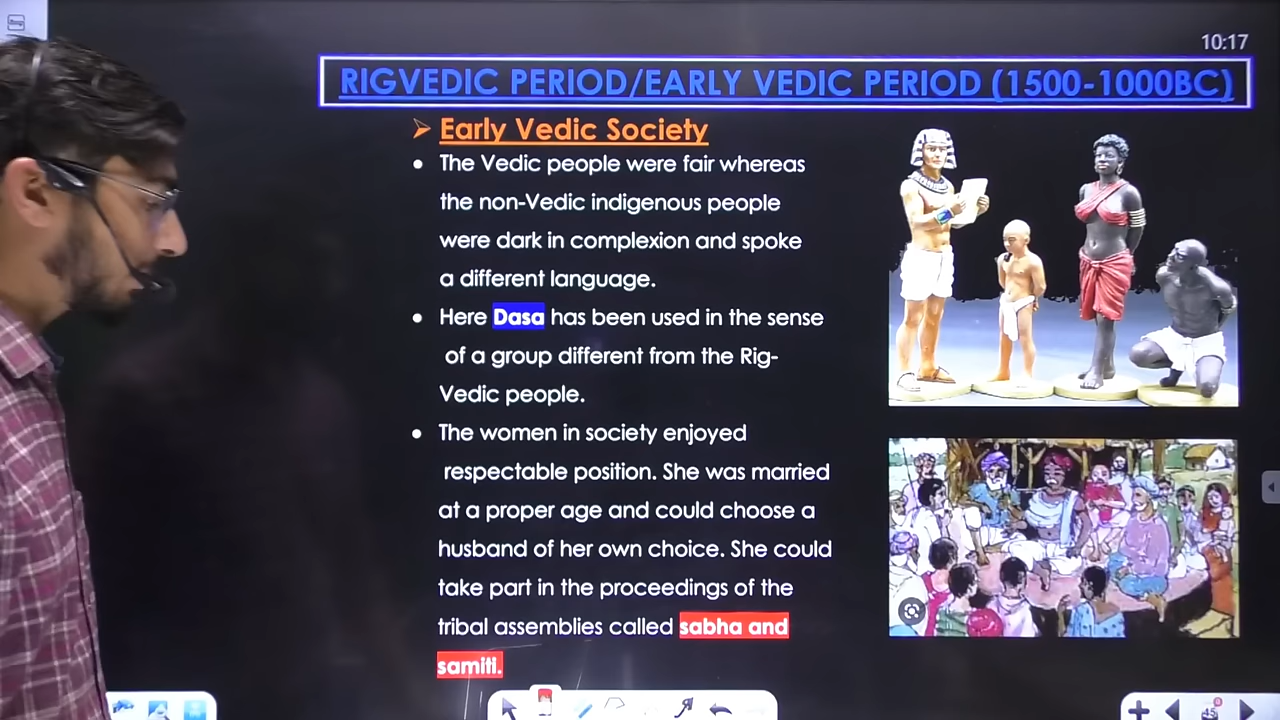 10:17
RIGVEDIC PERIOD/EARLY VEDIC PERIOD (1500-1000BC)
➢ Early Vedic Society
• The Vedic people were fair whereas
the non-Vedic indigenous people
were dark in complexion and spoke
a different language.
• Here Dasa has been used in the sense
of a group different from the Rig-
Vedic people.
• The women in society enjoyed
respectable position. She was married
at a proper age and could choose a
husband of her own choice. She could
take part in the proceedings of the
tribal assemblies called sabha and
samiti.
45